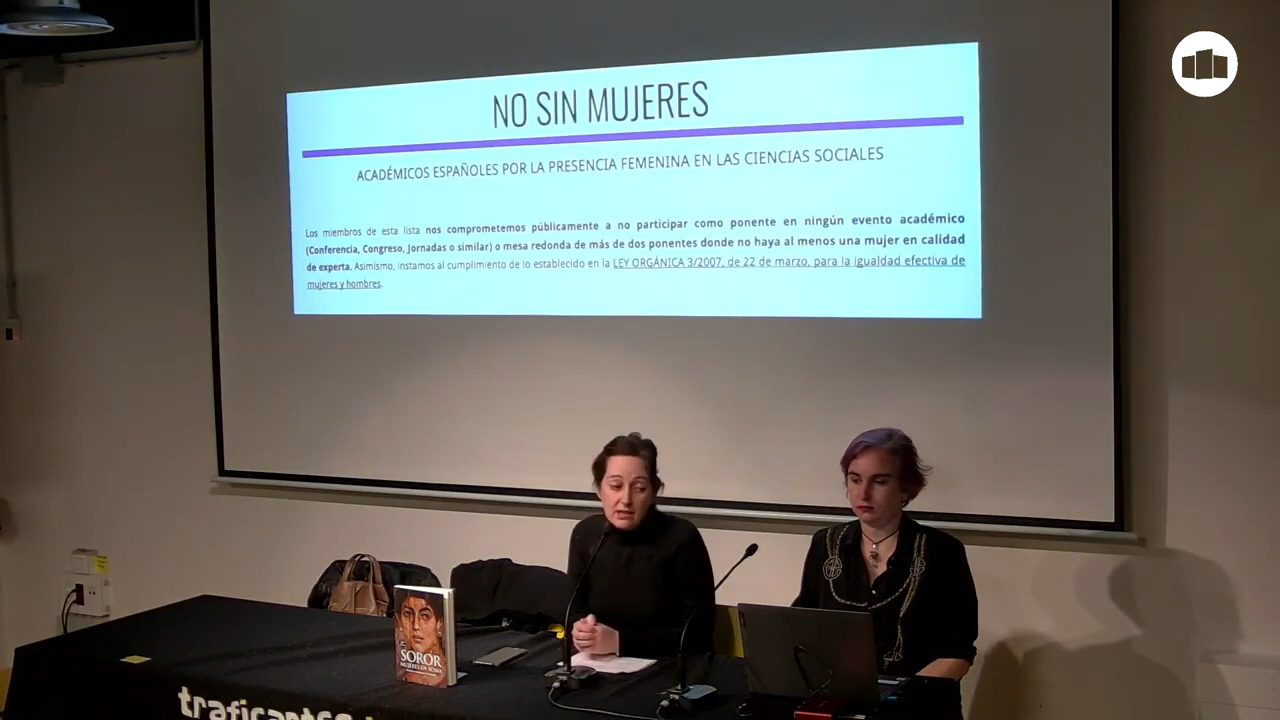 NO SIN MUJERES
ACADÉMICOS ESPAÑOLES POR LA PRESENCIA FEMENINA EN LAS CIENCIAS SOCIALES
Los miembros de esta lista nos comprometemos públicamente a no participar como ponente en ningún evento académico
(Conferencia, Congreso, Jornadas o similar) o mesa redonda de más de dos ponentes donde no haya al menos una mujer en calidad
de experta. Asimismo, instamos al cumplimiento de lo establecido en la LEY ORGÁNICA 3/2007, de 22 de marzo, para la igualdad efectiva de
mujeres y hombres.
SOROR
MUJERES EN ROMA
traficantes